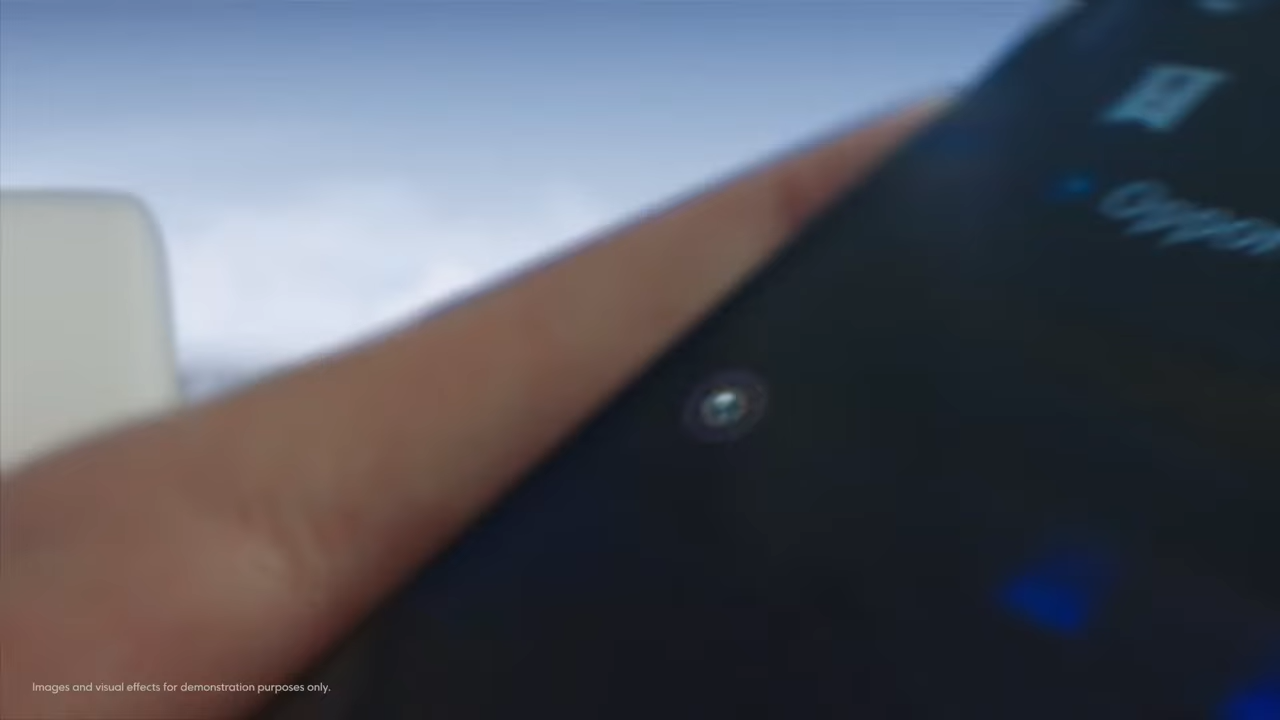 Images and visual effects for demonstration purposes only.